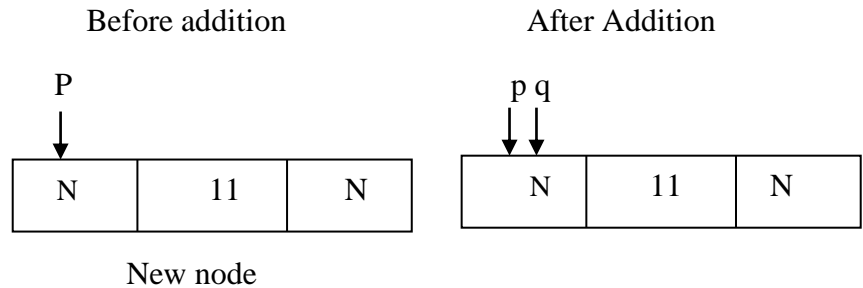 Before addition After Addition
P p q
N 11 N N 11 N
New node